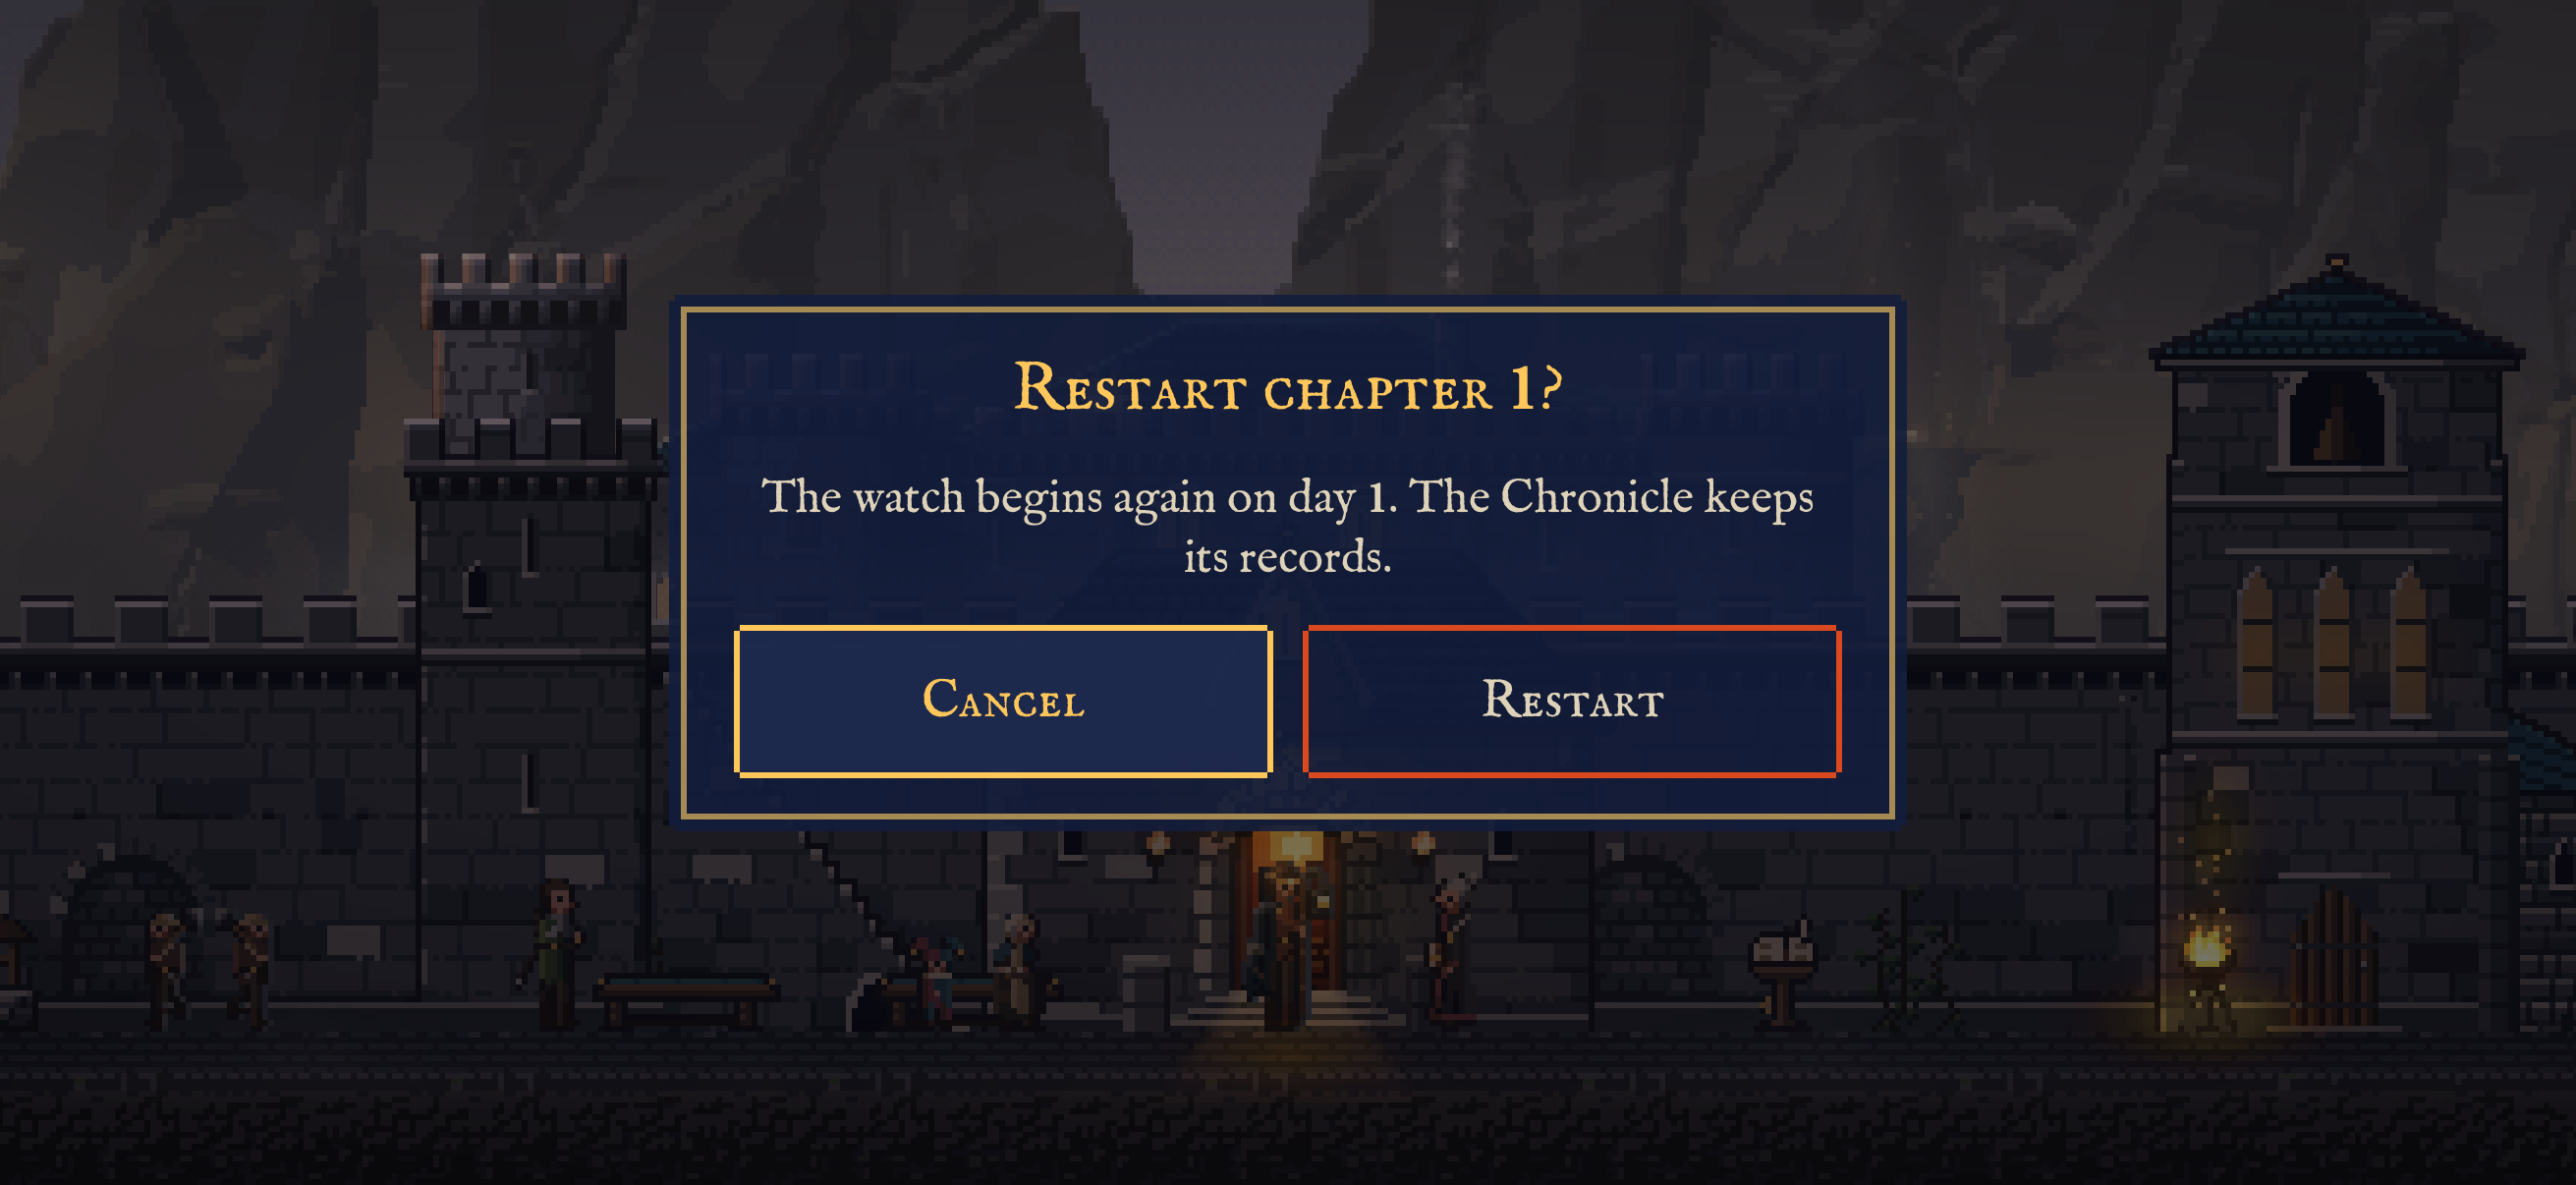 Restart chapter 1?
The watch begins again on day 1. The Chronicle keeps
its records.
Cancel
Restart